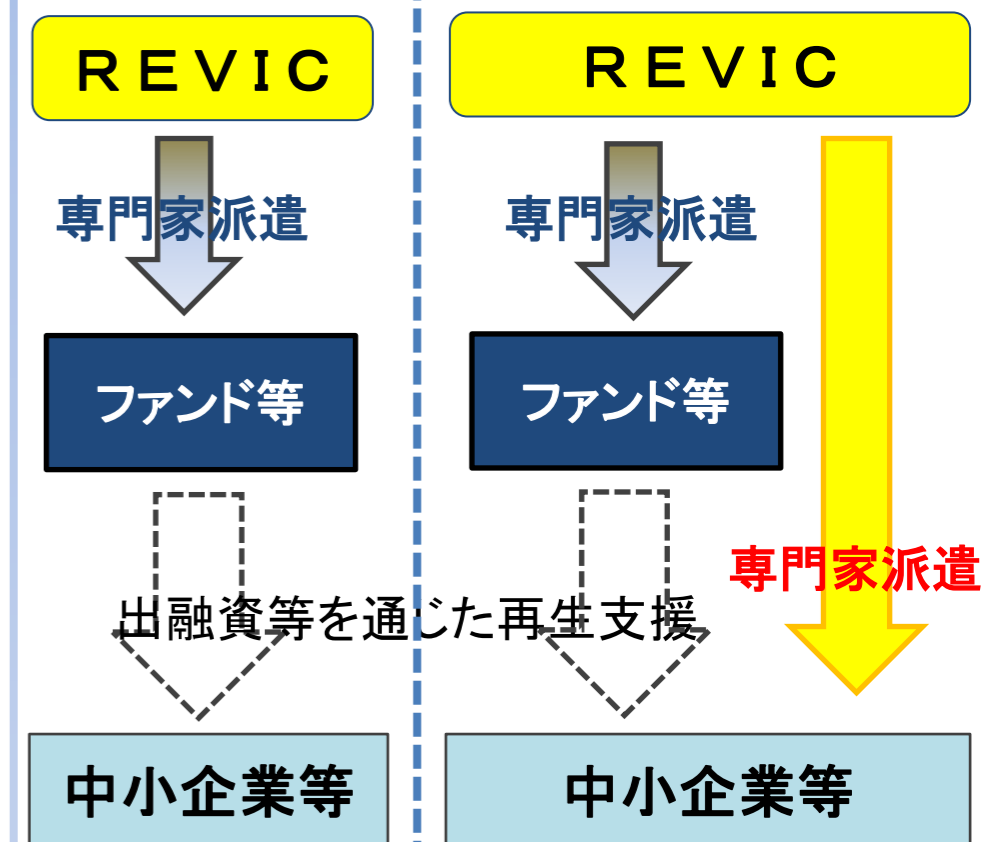 ＲＥＶＩＣ
ＲＥＶＩＣ
専門家派遣
専門家派遣
ファンド等
ファンド等
専門家派遣
出融資等を通じた再生支援
中小企業等
中小企業等